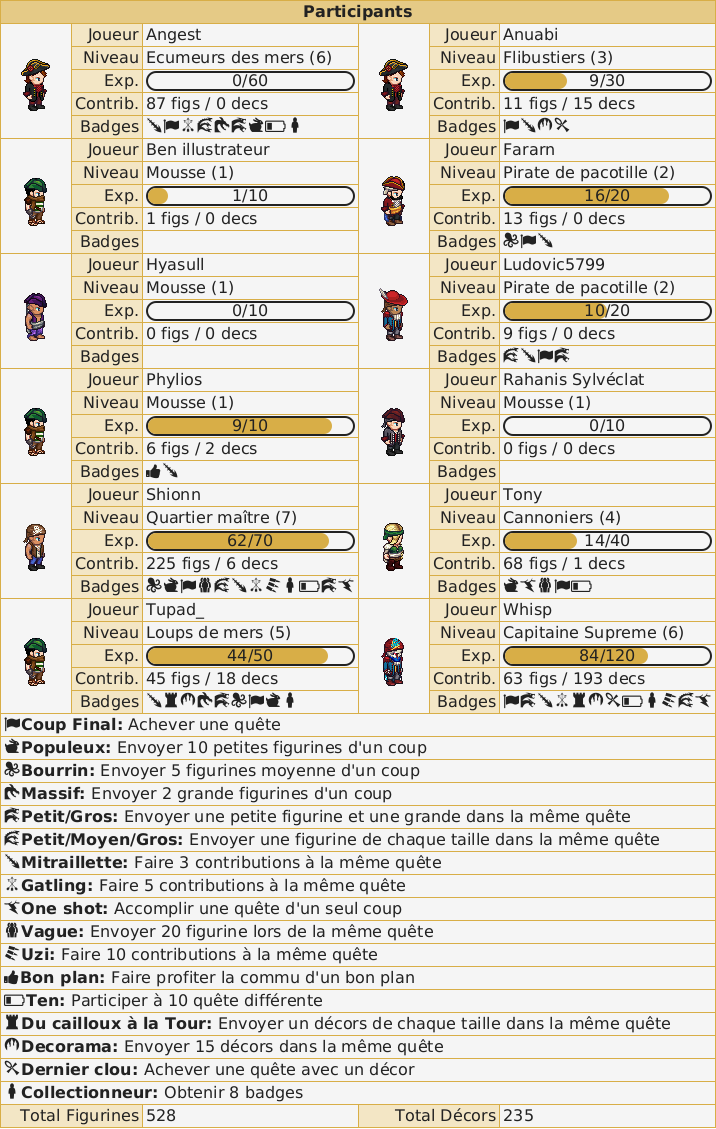 Participants
Joueur Angest
Niveau Ecumeurs des mers (6)
Exp. 0/60
Contrib. 87 figs / 0 decs
Badges
Joueur Anuabi
Niveau Flibustiers (3)
Exp. 9/30
Contrib. 11 figs / 15 decs
Badges
Joueur Ben illustrateur
Niveau Mousse (1)
Exp. 1/10
Contrib. 1 figs / 0 decs
Badges
Joueur Fararn
Niveau Pirate de pacotille (2)
Exp. 16/20
Contrib. 13 figs / 0 decs
Badges
Joueur Hyasull
Niveau Mousse (1)
Exp. 0/10
Contrib. 0 figs / 0 decs
Badges
Joueur Ludovic5799
Niveau Pirate de pacotille (2)
Exp. 10/20
Contrib. 9 figs / 0 decs
Badges
Joueur Phylios
Niveau Mousse (1)
Exp. 9/10
Contrib. 6 figs / 2 decs
Badges
Joueur Rahanis Sylvéclat
Niveau Mousse (1)
Exp. 0/10
Contrib. 0 figs / 0 decs
Badges
Joueur Shionn
Niveau Quartier maître (7)
Exp. 62/70
Contrib. 225 figs / 6 decs
Badges
Joueur Tony
Niveau Cannoniers (4)
Exp. 14/40
Contrib. 68 figs / 1 decs
Badges
Joueur Tupad_
Niveau Loups de mers (5)
Exp. 44/50
Contrib. 45 figs / 18 decs
Badges
Joueur Whisp
Niveau Capitaine Supreme (6)
Exp. 84/120
Contrib. 63 figs / 193 decs
Badges
Coup Final: Achever une quête
Populeux: Envoyer 10 petites figurines d'un coup
Bourrin: Envoyer 5 figurines moyenne d'un coup
Massif: Envoyer 2 grande figurines d'un coup
Petit/Gros: Envoyer une petite figurine et une grande dans la même quête
Petit/Moyen/Gros: Envoyer une figurine de chaque taille dans la même quête
Mitraillette: Faire 3 contributions à la même quête
Gatling: Faire 5 contributions à la même quête
One shot: Accomplir une quête d'un seul coup
Vague: Envoyer 20 figurine lors de la même quête
Uzi: Faire 10 contributions à la même quête
Bon plan: Faire profiter la commu d'un bon plan
Ten: Participer à 10 quête différente
Du cailloux à la Tour: Envoyer un décors de chaque taille dans la même quête
Decorama: Envoyer 15 décors dans la même quête
Dernier clou: Achever une quête avec un décor
Collectionneur: Obtenir 8 badges
Total Figurines 528
Total Décors 235